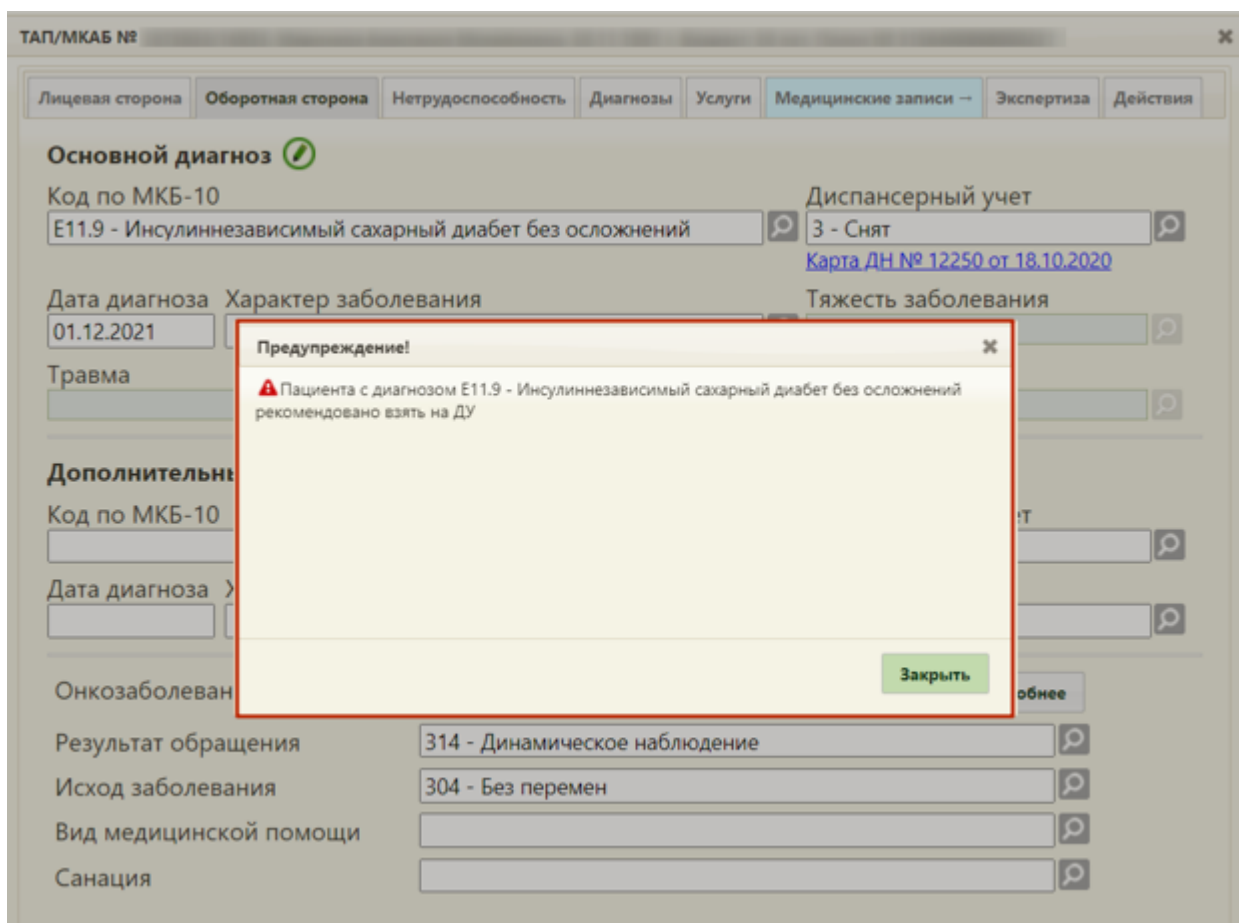 ТАП/МКАБ №
Лицевая сторона Оборотная сторона Нетрудоспособность Диагнозы Услуги Медицинские записи → Экспертиза Действия
Основной диагноз
Код по МКБ-10 Диспансерный учет
E11.9 - Инсулиннезависимый сахарный диабет без осложнений 3 - Снят
Карта ДН № 12250 от 18.10.2020
Дата диагноза Характер заболевания Тяжесть заболевания
01.12.2021
Предупреждение!
Травма
Пациента с диагнозом E11.9 - Инсулиннезависимый сахарный диабет без осложнений
рекомендовано взять на ДУ
Код по МКБ-10
Дата диагноза
Закрыть
Результат обращения 314 - Динамическое наблюдение
Исход заболевания 304 - Без перемен
Вид медицинской помощи
Санация